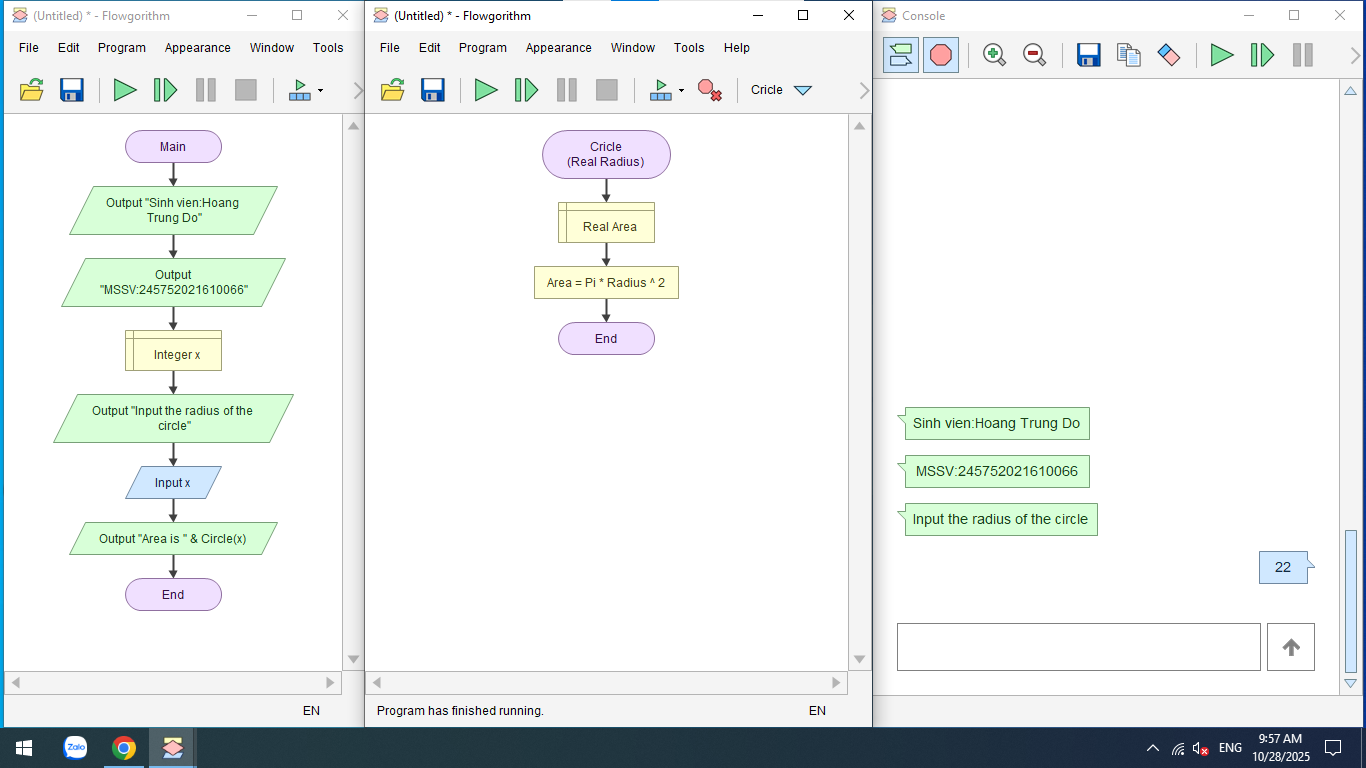 (Untitled) * - Flowgorithm
File Edit Program Appearance Window Tools
Main
Output "Sinh vien:Hoang
Trung Do"
Output
"MSSV:245752021610066"
Integer x
Output "Input the radius of the
circle"
Input x
Output "Area is " & Circle(x)
End
EN
(Untitled) * - Flowgorithm
File Edit Program Appearance Window Tools Help
Cricle
Cricle
(Real Radius)
Real Area
Area = Pi * Radius ^ 2
End
Program has finished running.
EN
Console
Sinh vien:Hoang Trung Do
MSSV:245752021610066
Input the radius of the circle
22
Zalo
ENG
9:57 AM
10/28/2025